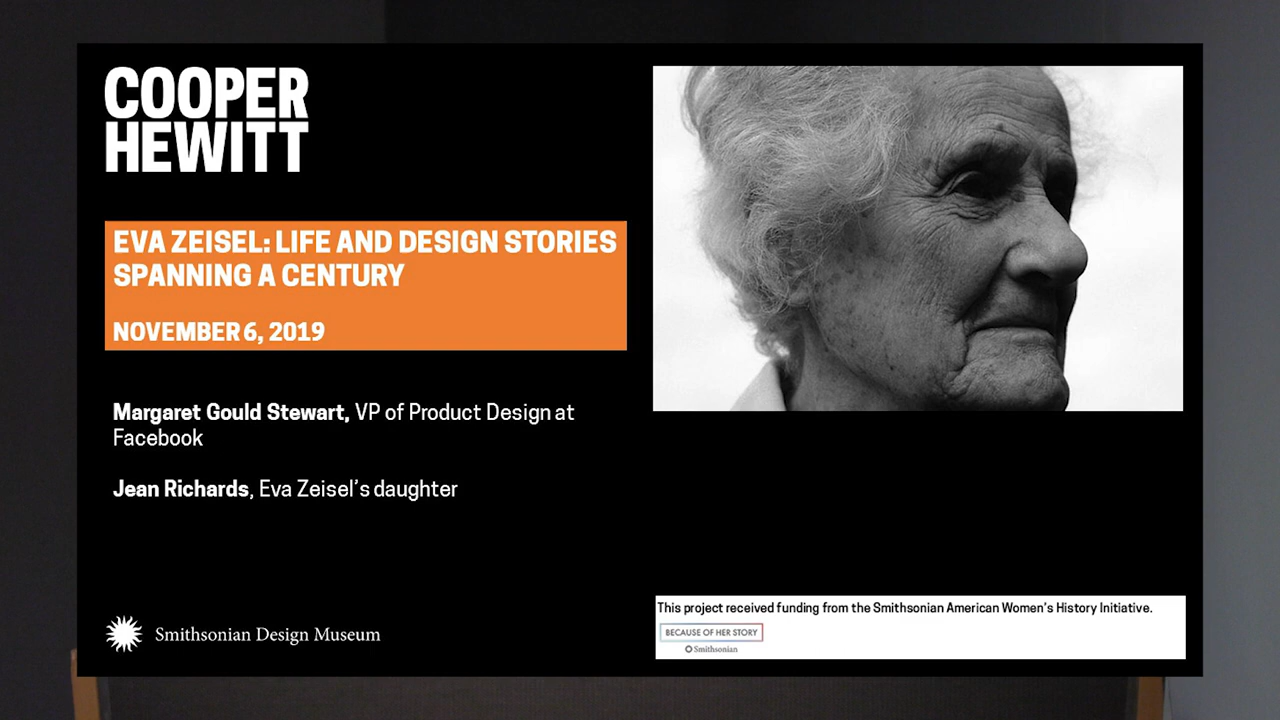 COOPER
HEWITT
EVA ZEISEL: LIFE AND DESIGN STORIES
SPANNING A CENTURY
NOVEMBER 6, 2019
Margaret Gould Stewart, VP of Product Design at
Facebook
Jean Richards, Eva Zeisel's daughter
Smithsonian Design Museum
This project received funding from the Smithsonian American Women's History Initiative.
BECAUSE OF HER STORY
Smithsonian